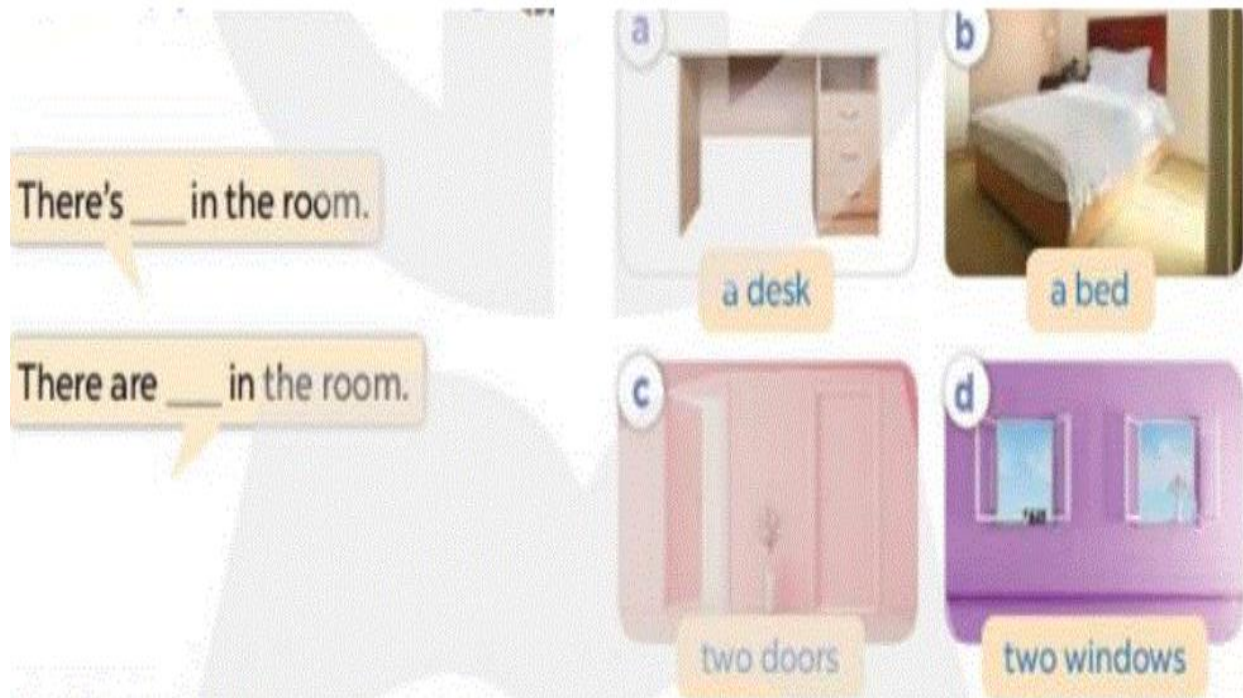 There's ___ in the room.
There are ___ in the room.
a
a desk
b
a bed
c
two doors
d
two windows